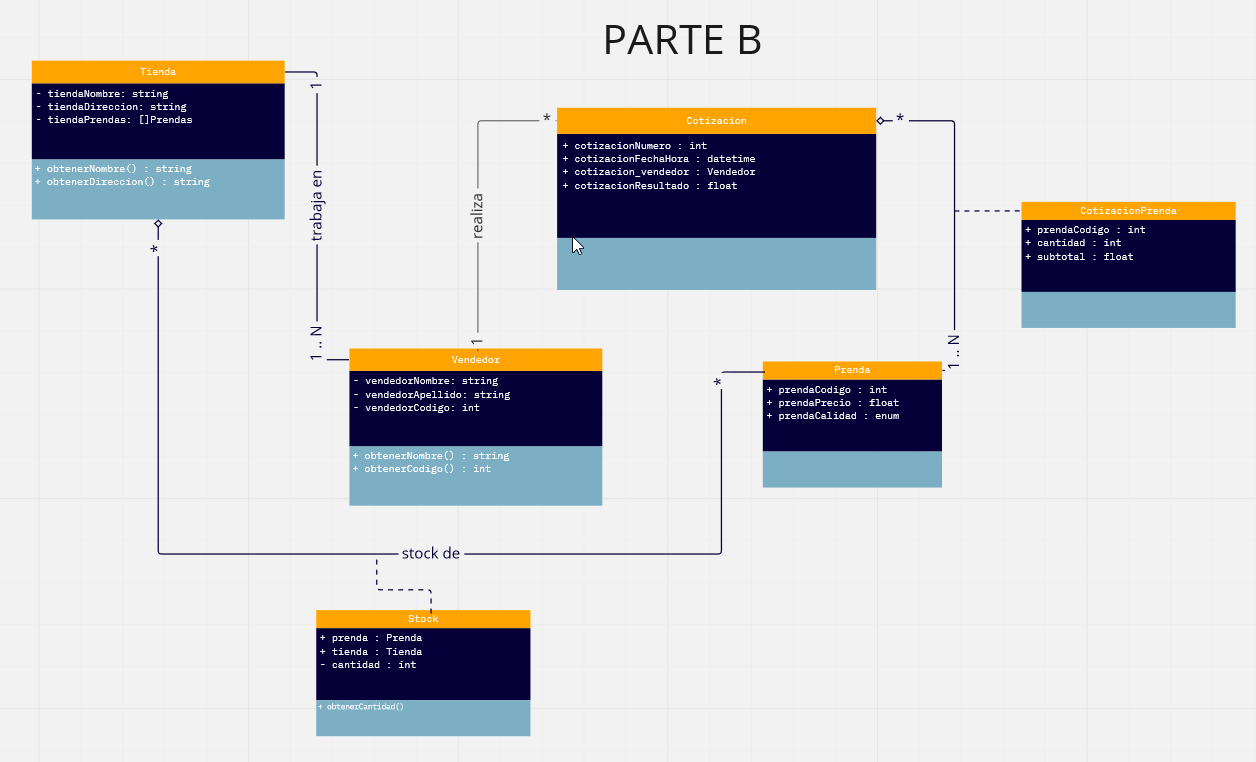 PARTE B
Tienda
- tiendaNombre: string
- tiendaDireccion: string
- tiendaPrendas: []Prendas
+ obtenerNombre() : string
+ obtenerDireccion() : string
1
trabaja en
1..N
*
realiza
*
1
Cotizacion
+ cotizacionNumero : int
+ cotizacionFechaHora : datetime
+ cotizacion_vendedor : Vendedor
+ cotizacionResultado : float
*
1..N
CotizacionPrenda
+ prendaCodigo : int
+ cantidad : int
+ subtotal : float
Vendedor
- vendedorNombre: string
- vendedorApellido: string
- vendedorCodigo: int
+ obtenerNombre() : string
+ obtenerCodigo() : int
Prenda
+ prendaCodigo : int
+ prendaPrecio : float
+ prendaCalidad : enum
*
stock de
Stock
+ prenda : Prenda
+ tienda : Tienda
- cantidad : int
+ obtenerCantidad()